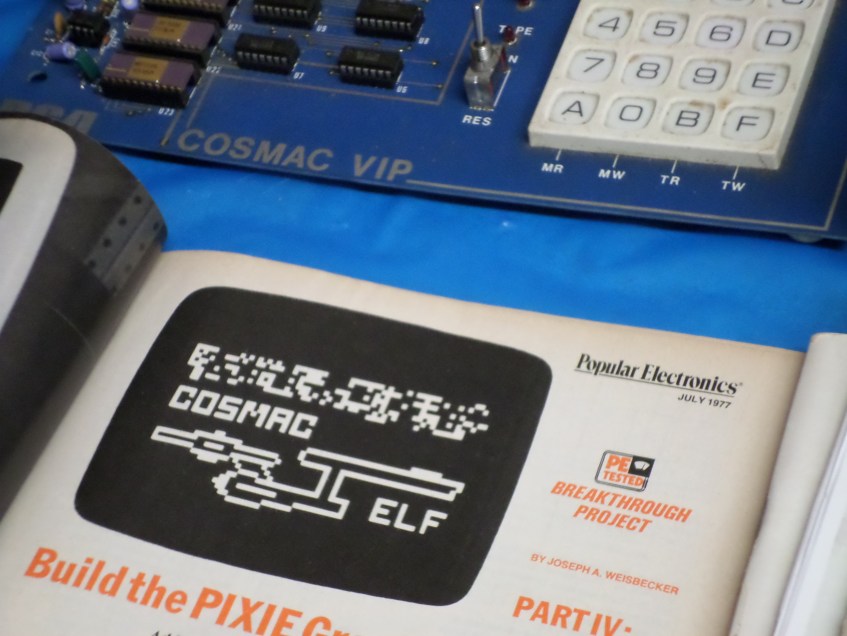 TAPE
RES
4 5 6 D
7 8 9 E
A 0 B F
MR MW TR TW
COSMAC VIP
COSMAC
ELF
Popular Electronics®
JULY 1977
PE
TESTED
BREAKTHROUGH
PROJECT
BY JOSEPH A. WEISBECKER
Build the PIXIE
PART IV: